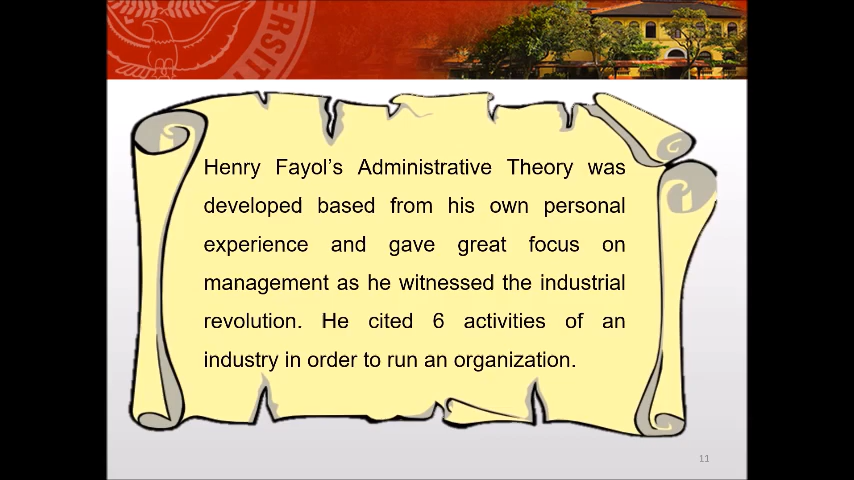 ERSIT
Henry Fayol’s Administrative Theory was
developed based from his own personal
experience and gave great focus on
management as he witnessed the industrial
revolution. He cited 6 activities of an
industry in order to run an organization.
11